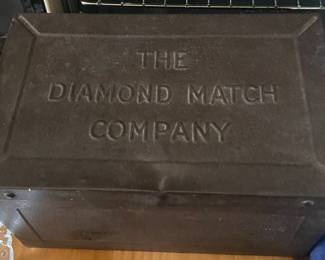 THE
DIAMOND MATCH
COMPANY